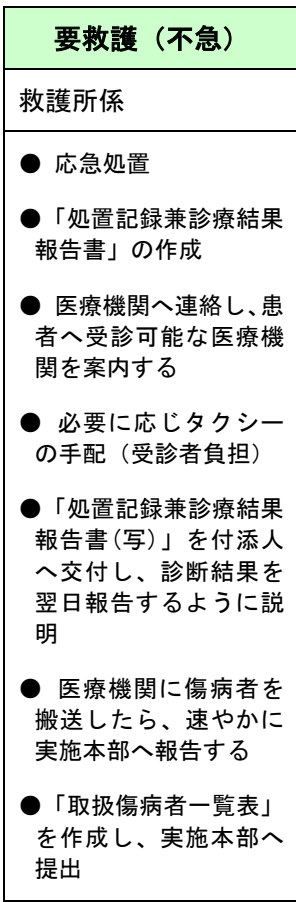 要救護（不急）
救護所係
● 応急処置
●「処置記録兼診療結果
報告書」の作成
● 医療機関へ連絡し、患
者へ受診可能な医療機
関を案内する
● 必要に応じタクシー
の手配（受診者負担）
●「処置記録兼診療結果
報告書(写)」を付添人
へ交付し、診断結果を
翌日報告するように説
明
● 医療機関に傷病者を
搬送したら、速やかに
実施本部へ報告する
●「取扱傷病者一覧表」
を作成し、実施本部へ
提出